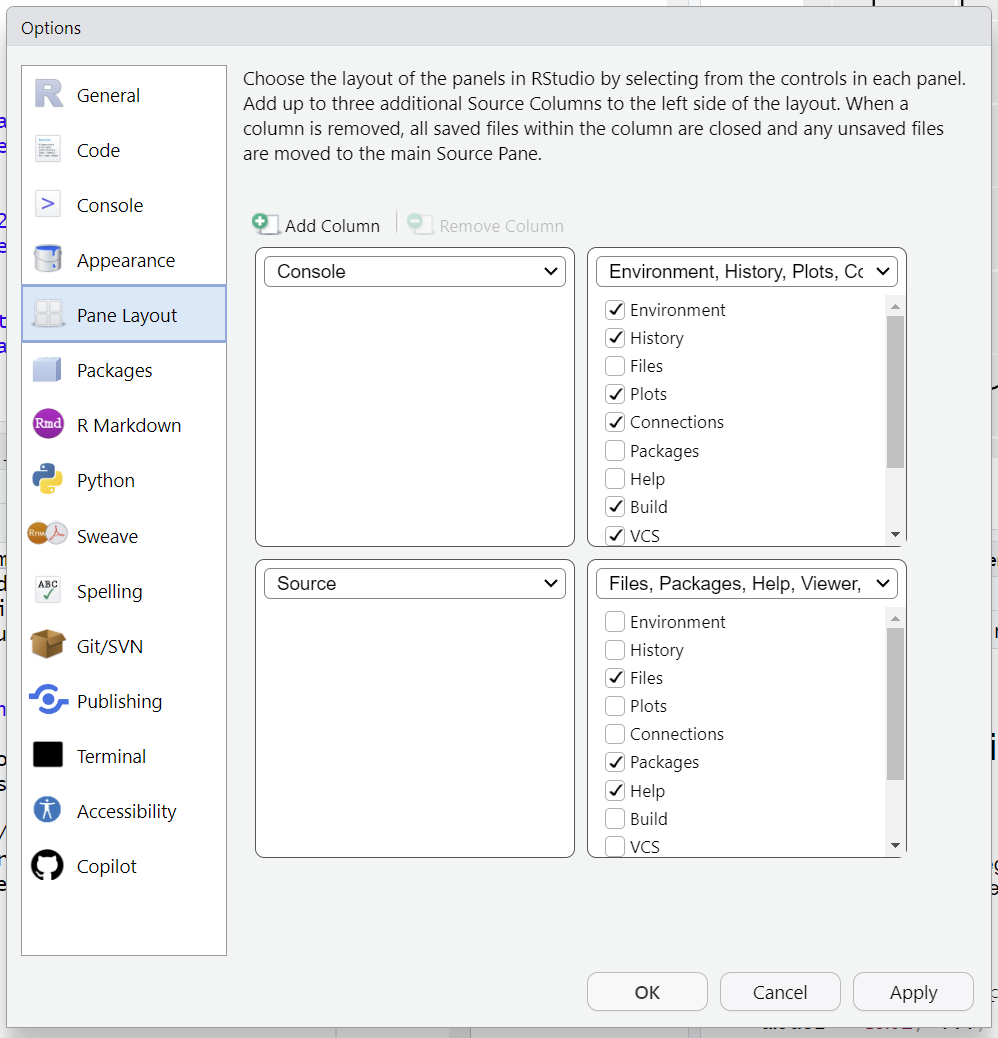 Options
General
Code
Console
Appearance
Pane Layout
Packages
R Markdown
Python
Sweave
Spelling
Git/SVN
Publishing
Terminal
Accessibility
Copilot
Choose the layout of the panels in RStudio by selecting from the controls in each panel.
Add up to three additional Source Columns to the left side of the layout. When a
column is removed, all saved files within the column are closed and any unsaved files
are moved to the main Source Pane.
Add Column
Remove Column
Console
Environment, History, Plots, Cc
Environment
History
Files
Plots
Connections
Packages
Help
Build
VCS
Source
Files, Packages, Help, Viewer,
Environment
History
Files
Plots
Connections
Packages
Help
Build
VCS
OK
Cancel
Apply